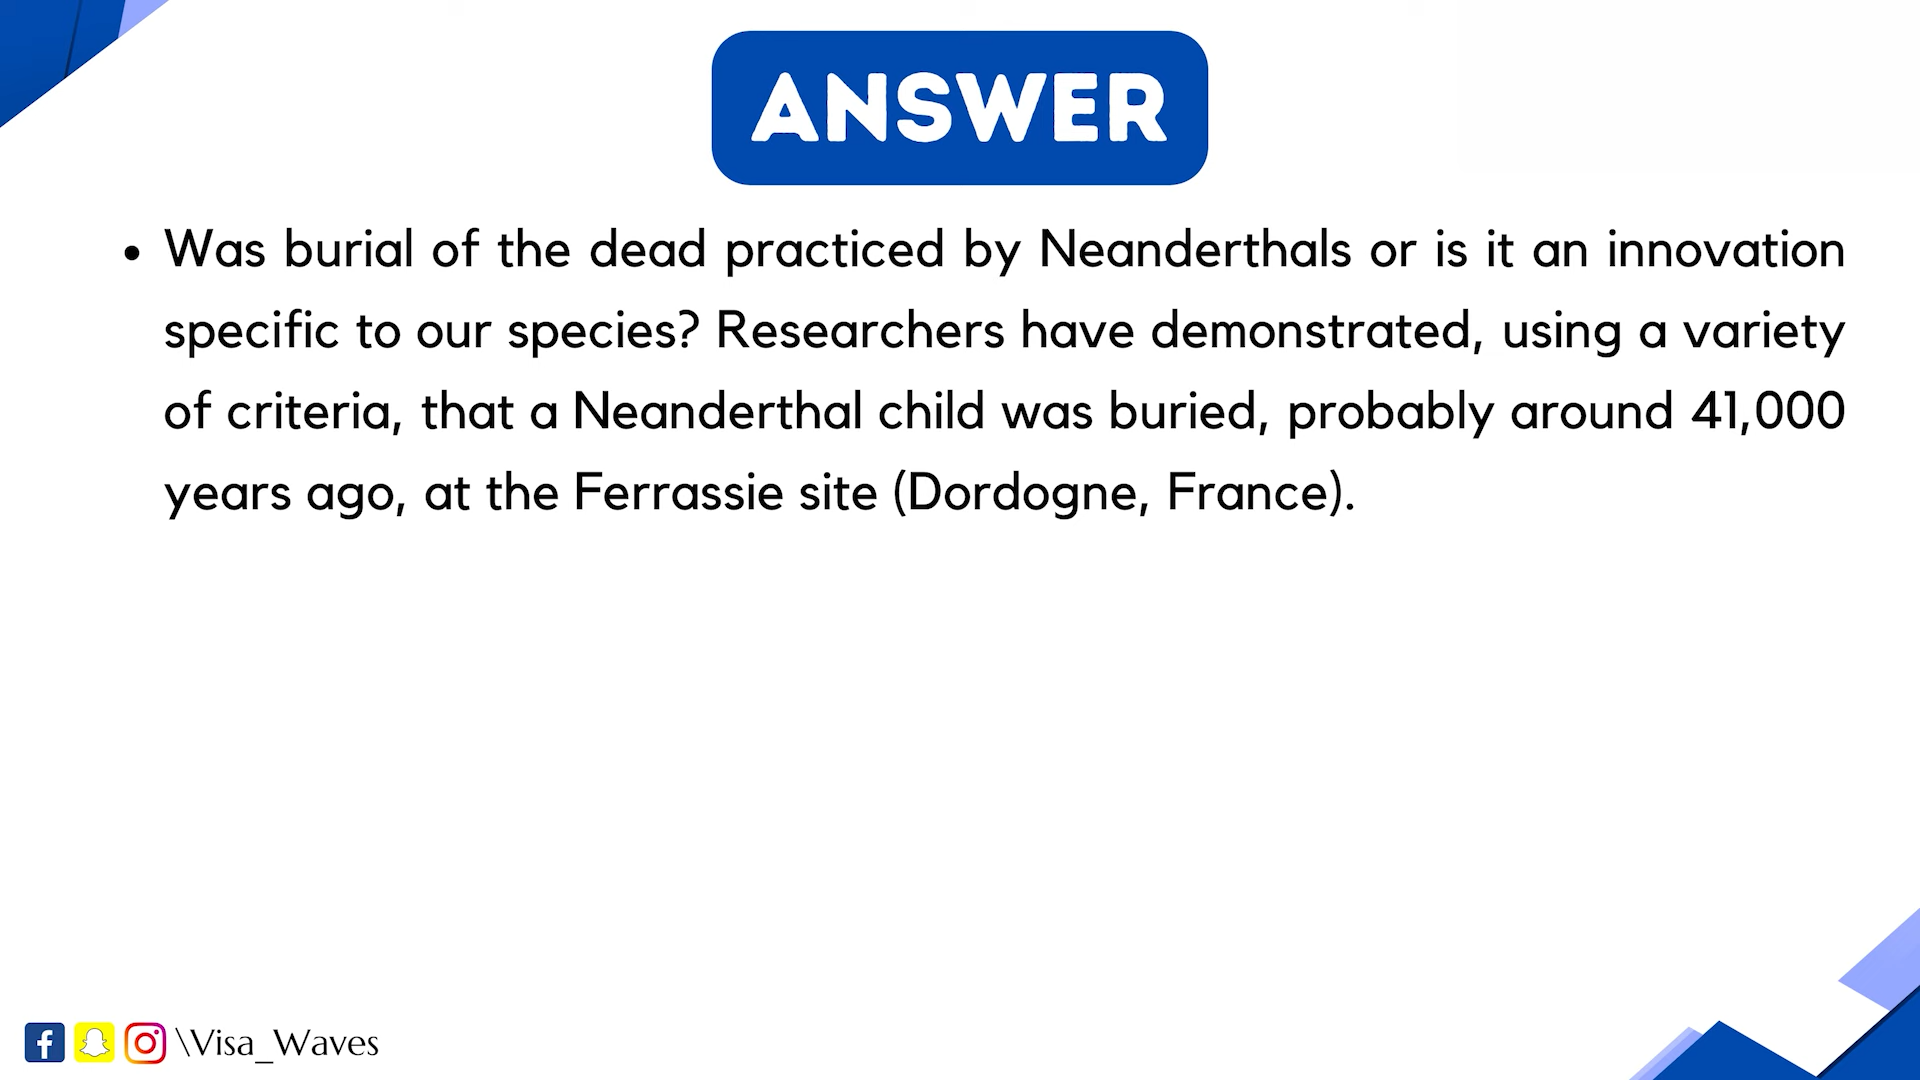 ANSWER
• Was burial of the dead practiced by Neanderthals or is it an innovation
specific to our species? Researchers have demonstrated, using a variety
of criteria, that a Neanderthal child was buried, probably around 41,000
years ago, at the Ferrassie site (Dordogne, France).
\Visa_Waves